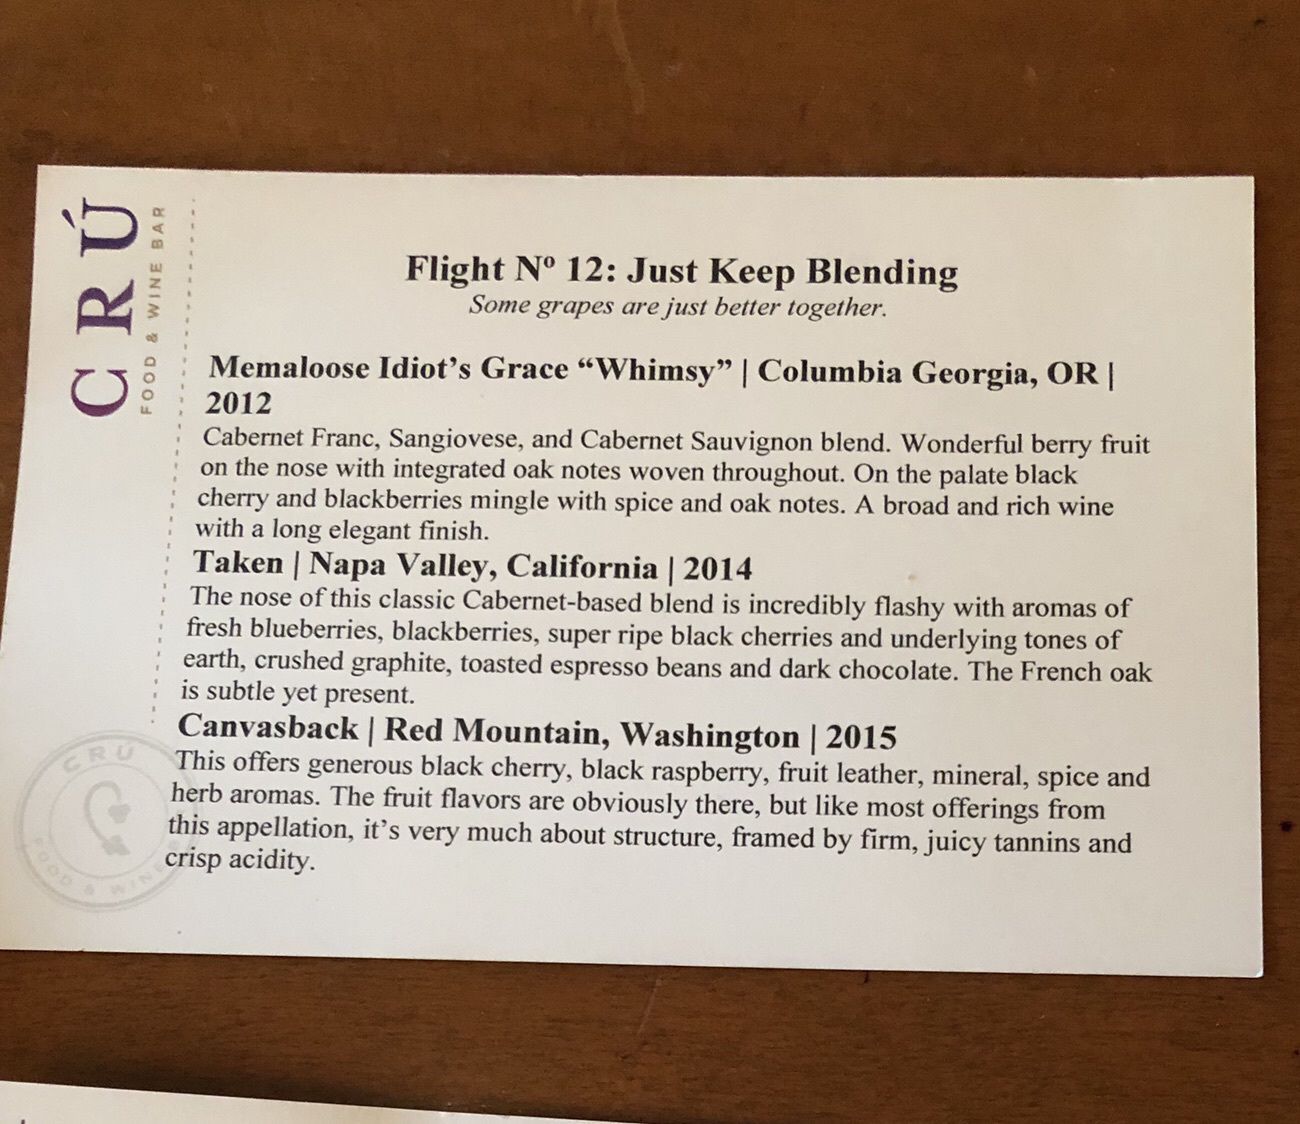 CRÚ
FOOD & WINE BAR
Flight Nº 12: Just Keep Blending
Some grapes are just better together.
Memaloose Idiot's Grace “Whimsy” | Columbia Georgia, OR |
2012
Cabernet Franc, Sangiovese, and Cabernet Sauvignon blend. Wonderful berry fruit
on the nose with integrated oak notes woven throughout. On the palate black
cherry and blackberries mingle with spice and oak notes. A broad and rich wine
with a long elegant finish.
Taken | Napa Valley, California | 2014
The nose of this classic Cabernet-based blend is incredibly flashy with aromas of
fresh blueberries, blackberries, super ripe black cherries and underlying tones of
earth, crushed graphite, toasted espresso beans and dark chocolate. The French oak
is subtle yet present.
Canvasback | Red Mountain, Washington | 2015
This offers generous black cherry, black raspberry, fruit leather, mineral, spice and
herb aromas. The fruit flavors are obviously there, but like most offerings from
this appellation, it's very much about structure, framed by firm, juicy tannins and
crisp acidity.
CRÚ
FOOD & WINE